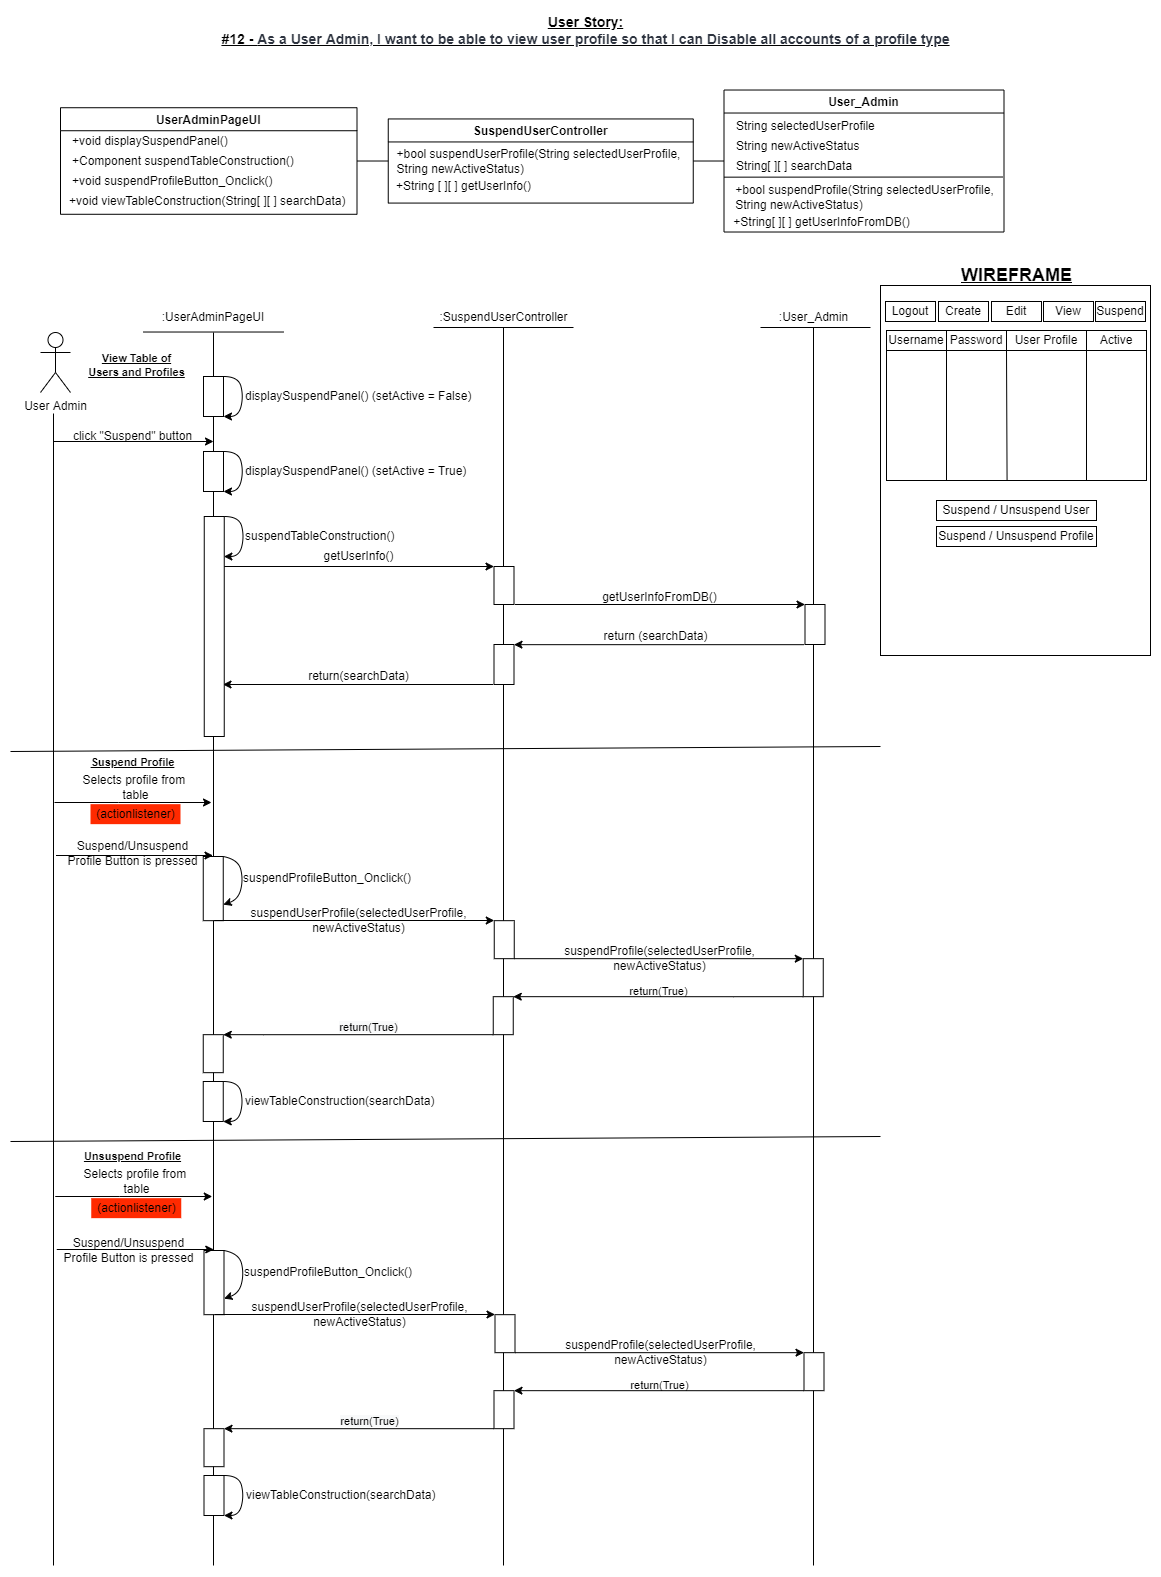 User Story:
#12 - As a User Admin, I want to be able to view user profile so that I can Disable all accounts of a profile type
UserAdminPageUI
+void displaySuspendPanel()
+Component suspendTableConstruction()
+void suspendProfileButton_Onclick()
+void viewTableConstruction(String[ ][ ] searchData)
SuspendUserController
+bool suspendUserProfile(String selectedUserProfile,
String newActiveStatus)
+String [ ][ ] getUserInfo()
User_Admin
String selectedUserProfile
String newActiveStatus
String[ ][ ] searchData
+bool suspendProfile(String selectedUserProfile,
String newActiveStatus)
+String[ ][ ] getUserInfoFromDB()
WIREFRAME
Logout Create Edit View Suspend
Username Password User Profile Active
Suspend / Unsuspend User
Suspend / Unsuspend Profile
:UserAdminPageUI
:SuspendUserController
:User_Admin
User Admin
View Table of
Users and Profiles
displaySuspendPanel() (setActive = False)
click "Suspend" button
displaySuspendPanel() (setActive = True)
suspendTableConstruction()
getUserInfo()
getUserInfoFromDB()
return (searchData)
return(searchData)
Suspend Profile
Selects profile from
table
(actionlistener)
Suspend/Unsuspend
Profile Button is pressed
suspendProfileButton_Onclick()
suspendUserProfile(selectedUserProfile,
newActiveStatus)
suspendProfile(selectedUserProfile,
newActiveStatus)
return(True)
return(True)
viewTableConstruction(searchData)
Unsuspend Profile
Selects profile from
table
(actionlistener)
Suspend/Unsuspend
Profile Button is pressed
suspendProfileButton_Onclick()
suspendUserProfile(selectedUserProfile,
newActiveStatus)
suspendProfile(selectedUserProfile,
newActiveStatus)
return(True)
return(True)
viewTableConstruction(searchData)